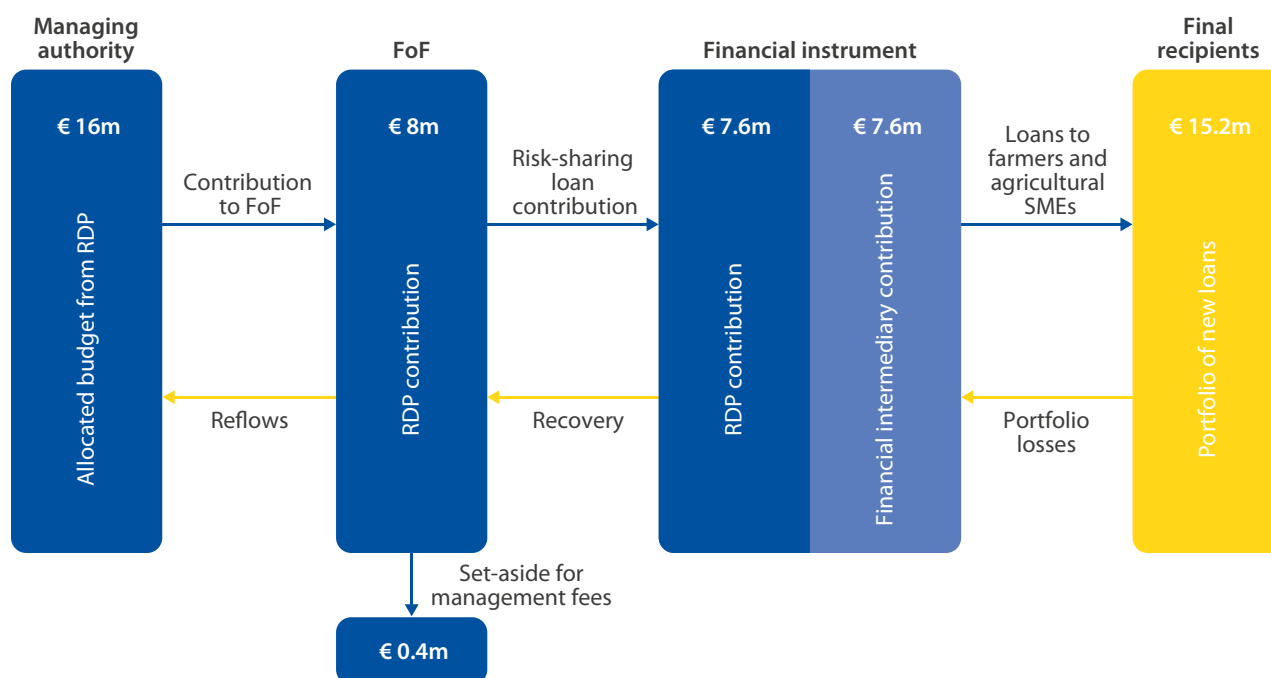 Managing
authority
FoF
Financial instrument
Final
recipients
€ 16m
Allocated budget from RDP
Contribution
to FoF
Reflows
€ 8m
RDP contribution
Risk-sharing
loan
contribution
Recovery
€ 7.6m
RDP contribution
€ 7.6m
Financial intermediary contribution
Loans to
farmers and
agricultural
SMEs
Portfolio
losses
€ 15.2m
Portfolio of new loans
Set-aside for
management fees
€ 0.4m